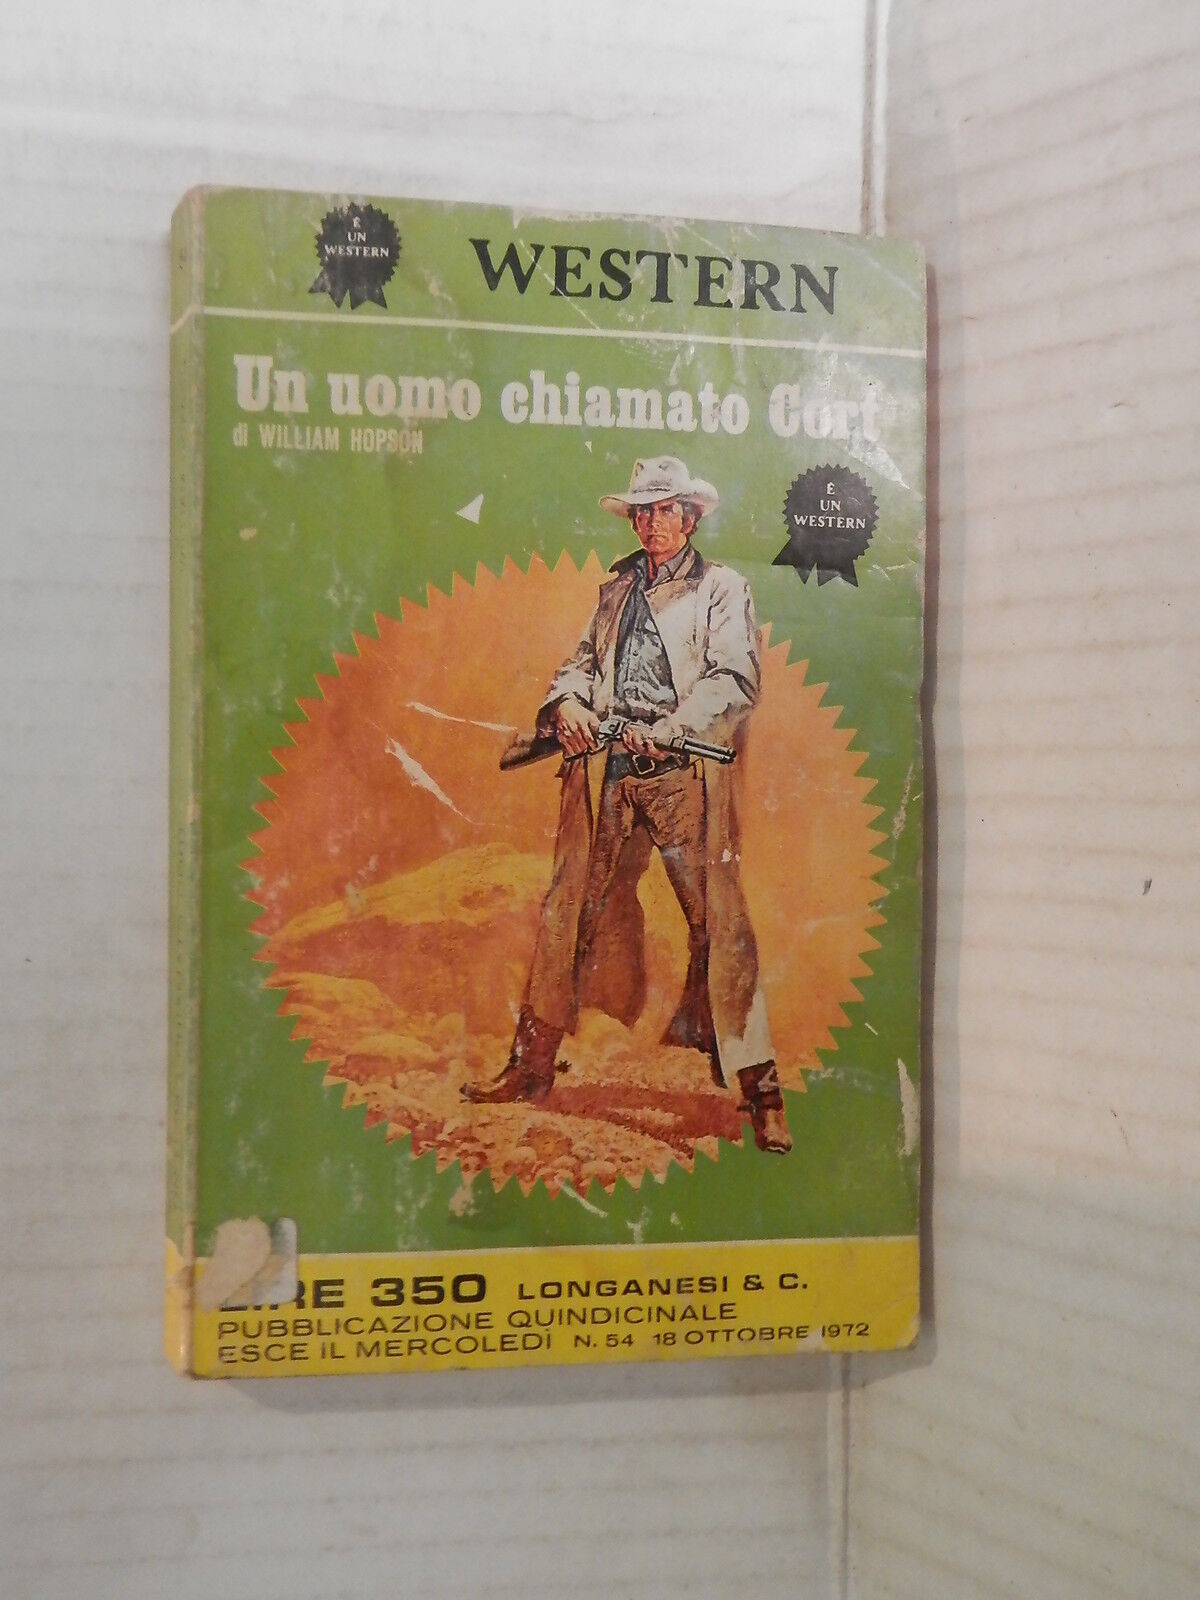 È
UN
WESTERN
WESTERN
Un uomo chiamato Cort
di WILLIAM HOPSON
È
UN
WESTERN
LIRE 350 LONGANESI & C.
PUBBLICAZIONE QUINDICINALE
ESCE IL MERCOLEDÌ N. 54 18 OTTOBRE 1972